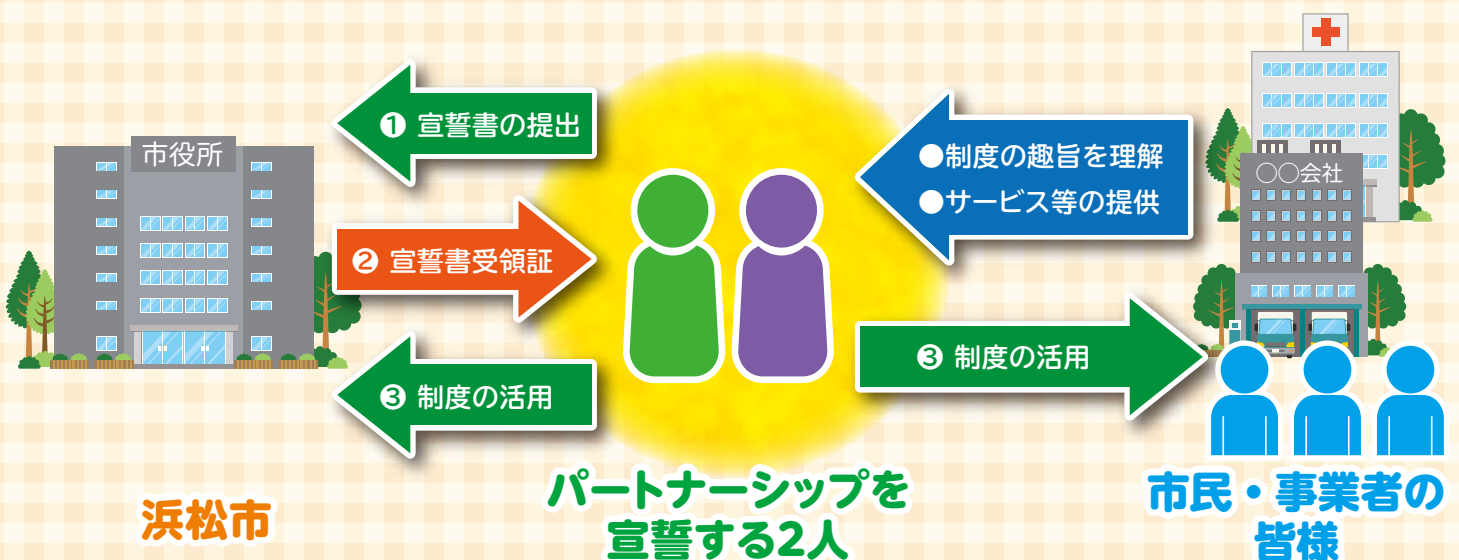 市役所
❶ 宣誓書の提出
❷ 宣誓書受領証
❸ 制度の活用
●制度の趣旨を理解
●サービス等の提供
○○会社
❸ 制度の活用
浜松市
パートナーシップを
宣誓する2人
市民・事業者の
皆様